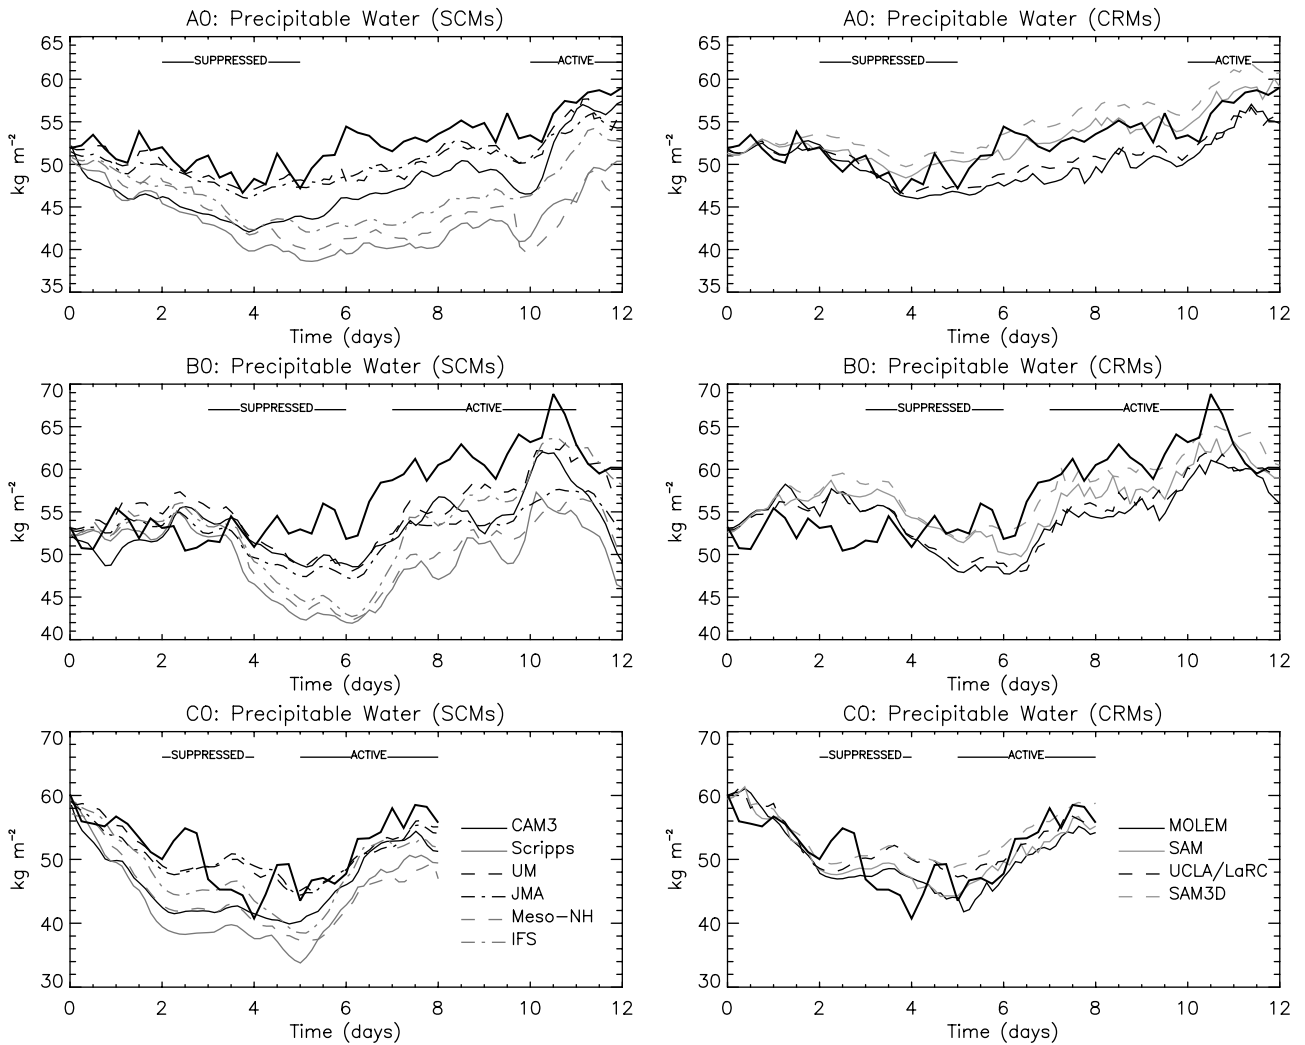 A0: Precipitable Water (SCMs)
65
60
55
50
45
40
35
kg m⁻²
SUPPRESSED
ACTIVE
0 2 4 6 8 10 12
Time (days)
A0: Precipitable Water (CRMs)
65
60
55
50
45
40
35
kg m⁻²
SUPPRESSED
ACTIVE
0 2 4 6 8 10 12
Time (days)
B0: Precipitable Water (SCMs)
70
65
60
55
50
45
40
kg m⁻²
SUPPRESSED
ACTIVE
0 2 4 6 8 10 12
Time (days)
B0: Precipitable Water (CRMs)
70
65
60
55
50
45
40
kg m⁻²
SUPPRESSED
ACTIVE
0 2 4 6 8 10 12
Time (days)
C0: Precipitable Water (SCMs)
70
60
50
40
30
kg m⁻²
SUPPRESSED
ACTIVE
CAM3
Scripps
UM
JMA
Meso-NH
IFS
0 2 4 6 8 10 12
Time (days)
C0: Precipitable Water (CRMs)
70
60
50
40
30
kg m⁻²
SUPPRESSED
ACTIVE
MOLEM
SAM
UCLA/LaRC
SAM3D
0 2 4 6 8 10 12
Time (days)